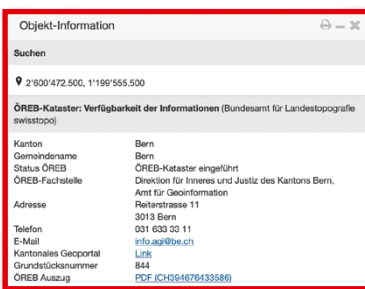 Objekt-Information
Suchen
2'600'472.500, 1'199'555.500
ÖREB-Kataster: Verfügbarkeit der Informationen (Bundesamt für Landestopografie
swisstopo)
Kanton Bern
Gemeindename Bern
Status ÖREB ÖREB-Kataster eingeführt
ÖREB-Fachstelle Direktion für Inneres und Justiz des Kantons Bern,
Amt für Geoinformation
Adresse Reiterstrasse 11
3013 Bern
Telefon 031 633 33 11
E-Mail info.agi@be.ch
Kantonales Geoportal Link
Grundstücksnummer 844
ÖREB Auszug PDF (CH394676433586)